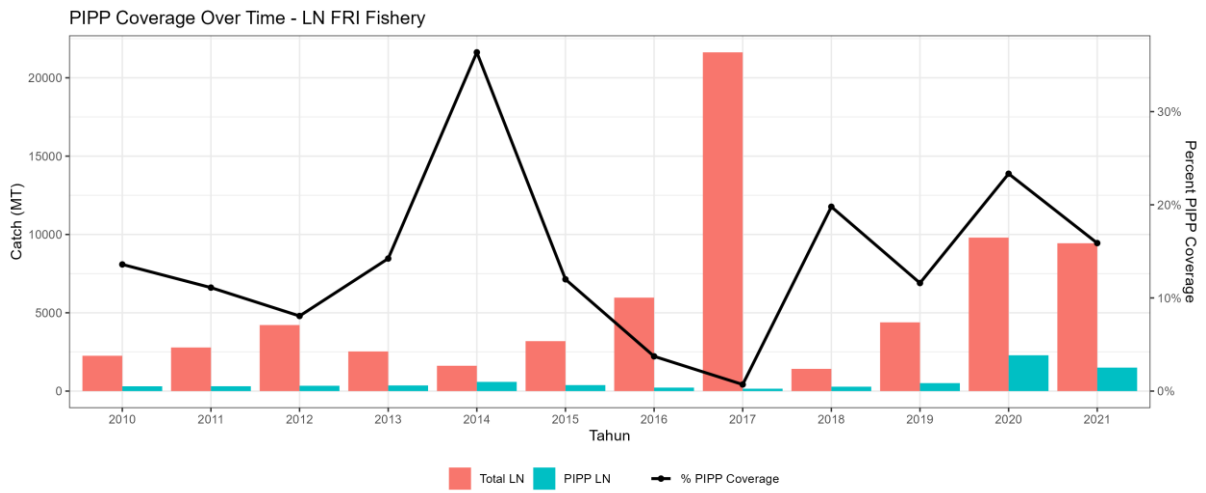 PIPP Coverage Over Time - LN FRI Fishery
Catch (MT)
20000
15000
10000
5000
0
30%
20%
10%
0%
Percent PIPP Coverage
2010 2011 2012 2013 2014 2015 2016 2017 2018 2019 2020 2021
Tahun
Total LN PIPP LN % PIPP Coverage